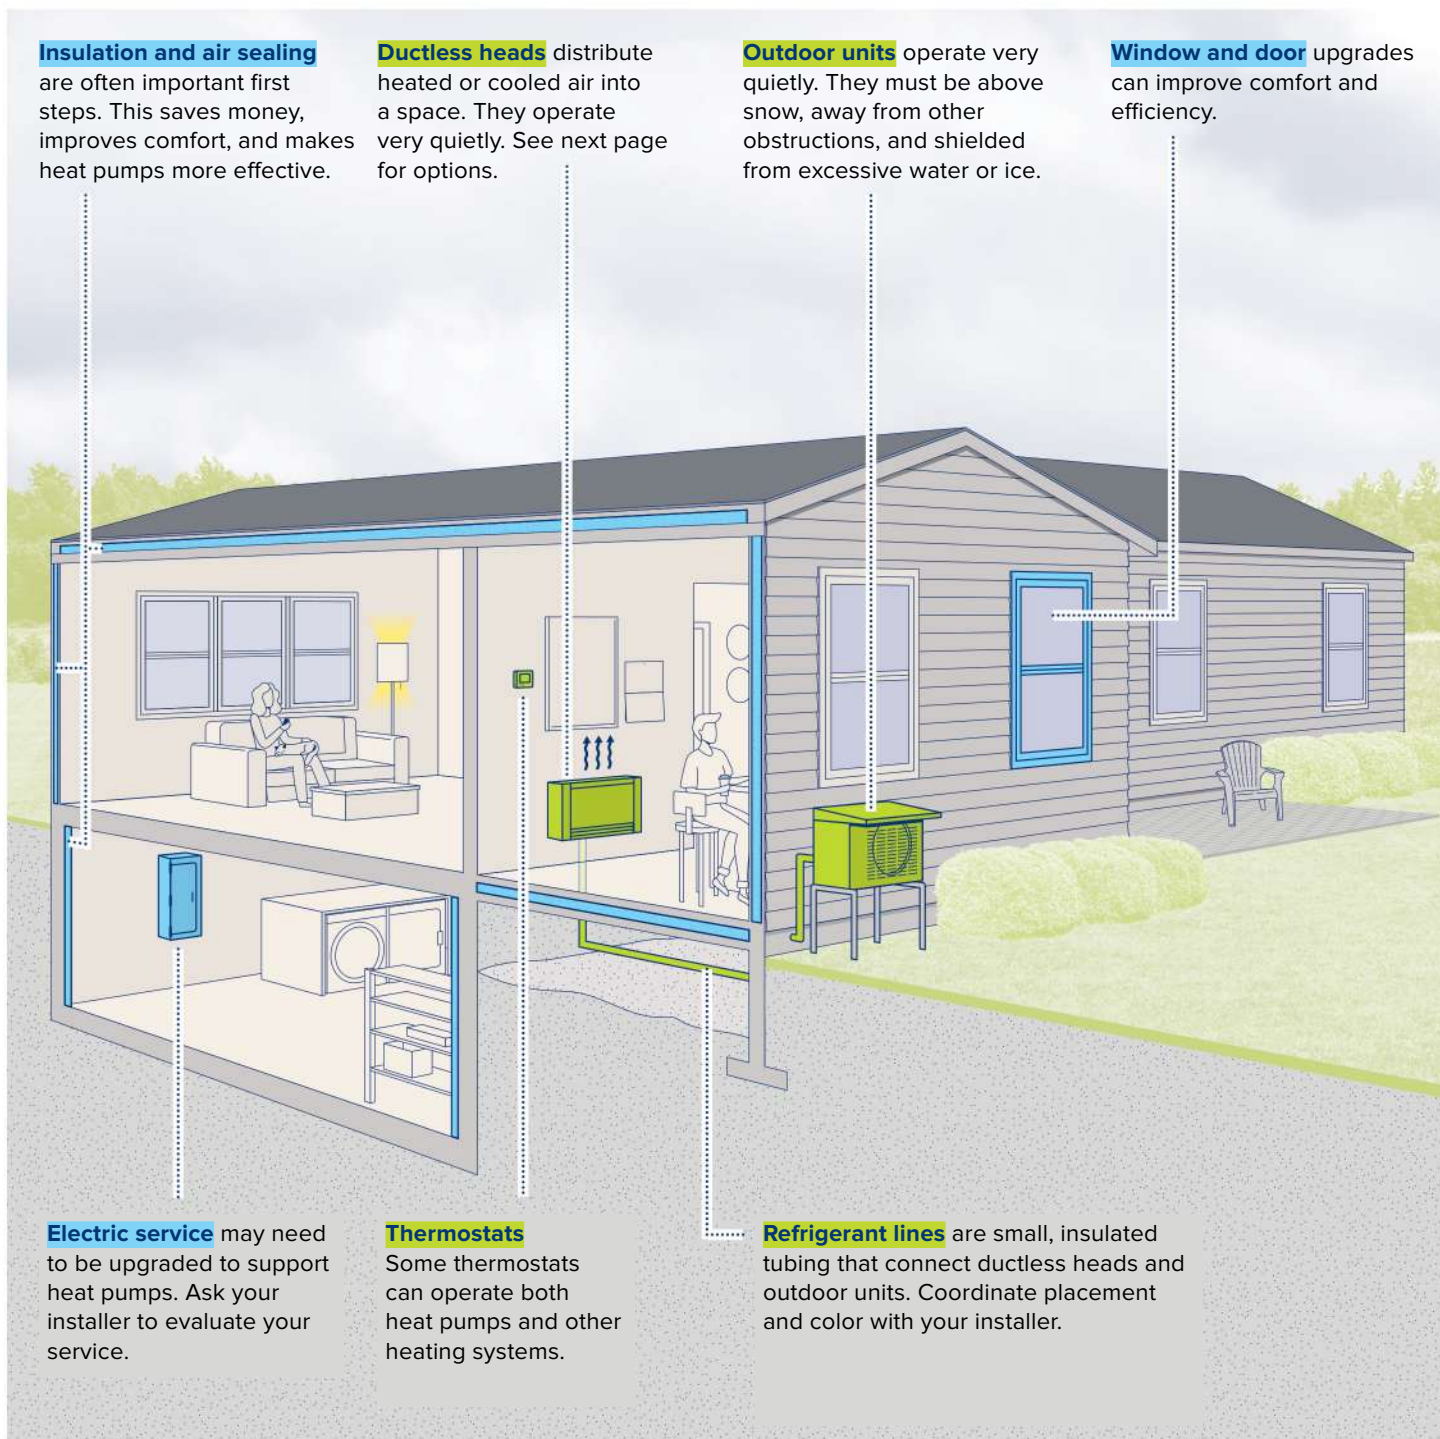 Insulation and air sealing
are often important first
steps. This saves money,
improves comfort, and makes
heat pumps more effective.
Ductless heads distribute
heated or cooled air into
a space. They operate
very quietly. See next page
for options.
Outdoor units operate very
quietly. They must be above
snow, away from other
obstructions, and shielded
from excessive water or ice.
Window and door upgrades
can improve comfort and
efficiency.
Electric service may need
to be upgraded to support
heat pumps. Ask your
installer to evaluate your
service.
Thermostats
Some thermostats
can operate both
heat pumps and other
heating systems.
Refrigerant lines are small, insulated
tubing that connect ductless heads and
outdoor units. Coordinate placement
and color with your installer.